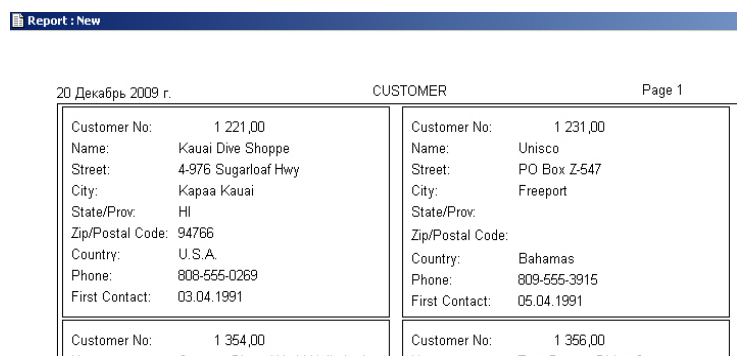 Report : New
20 Декабрь 2009 г. CUSTOMER Page 1
Customer No: 1 221,00
Name: Kauai Dive Shoppe
Street: 4-976 Sugarloaf Hwy
City: Kapaa Kauai
State/Prov: HI
Zip/Postal Code: 94766
Country: U.S.A.
Phone: 808-555-0269
First Contact: 03.04.1991
Customer No: 1 231,00
Name: Unisco
Street: PO Box Z-547
City: Freeport
State/Prov:
Zip/Postal Code:
Country: Bahamas
Phone: 809-555-3915
First Contact: 05.04.1991
Customer No: 1 354,00
Customer No: 1 356,00